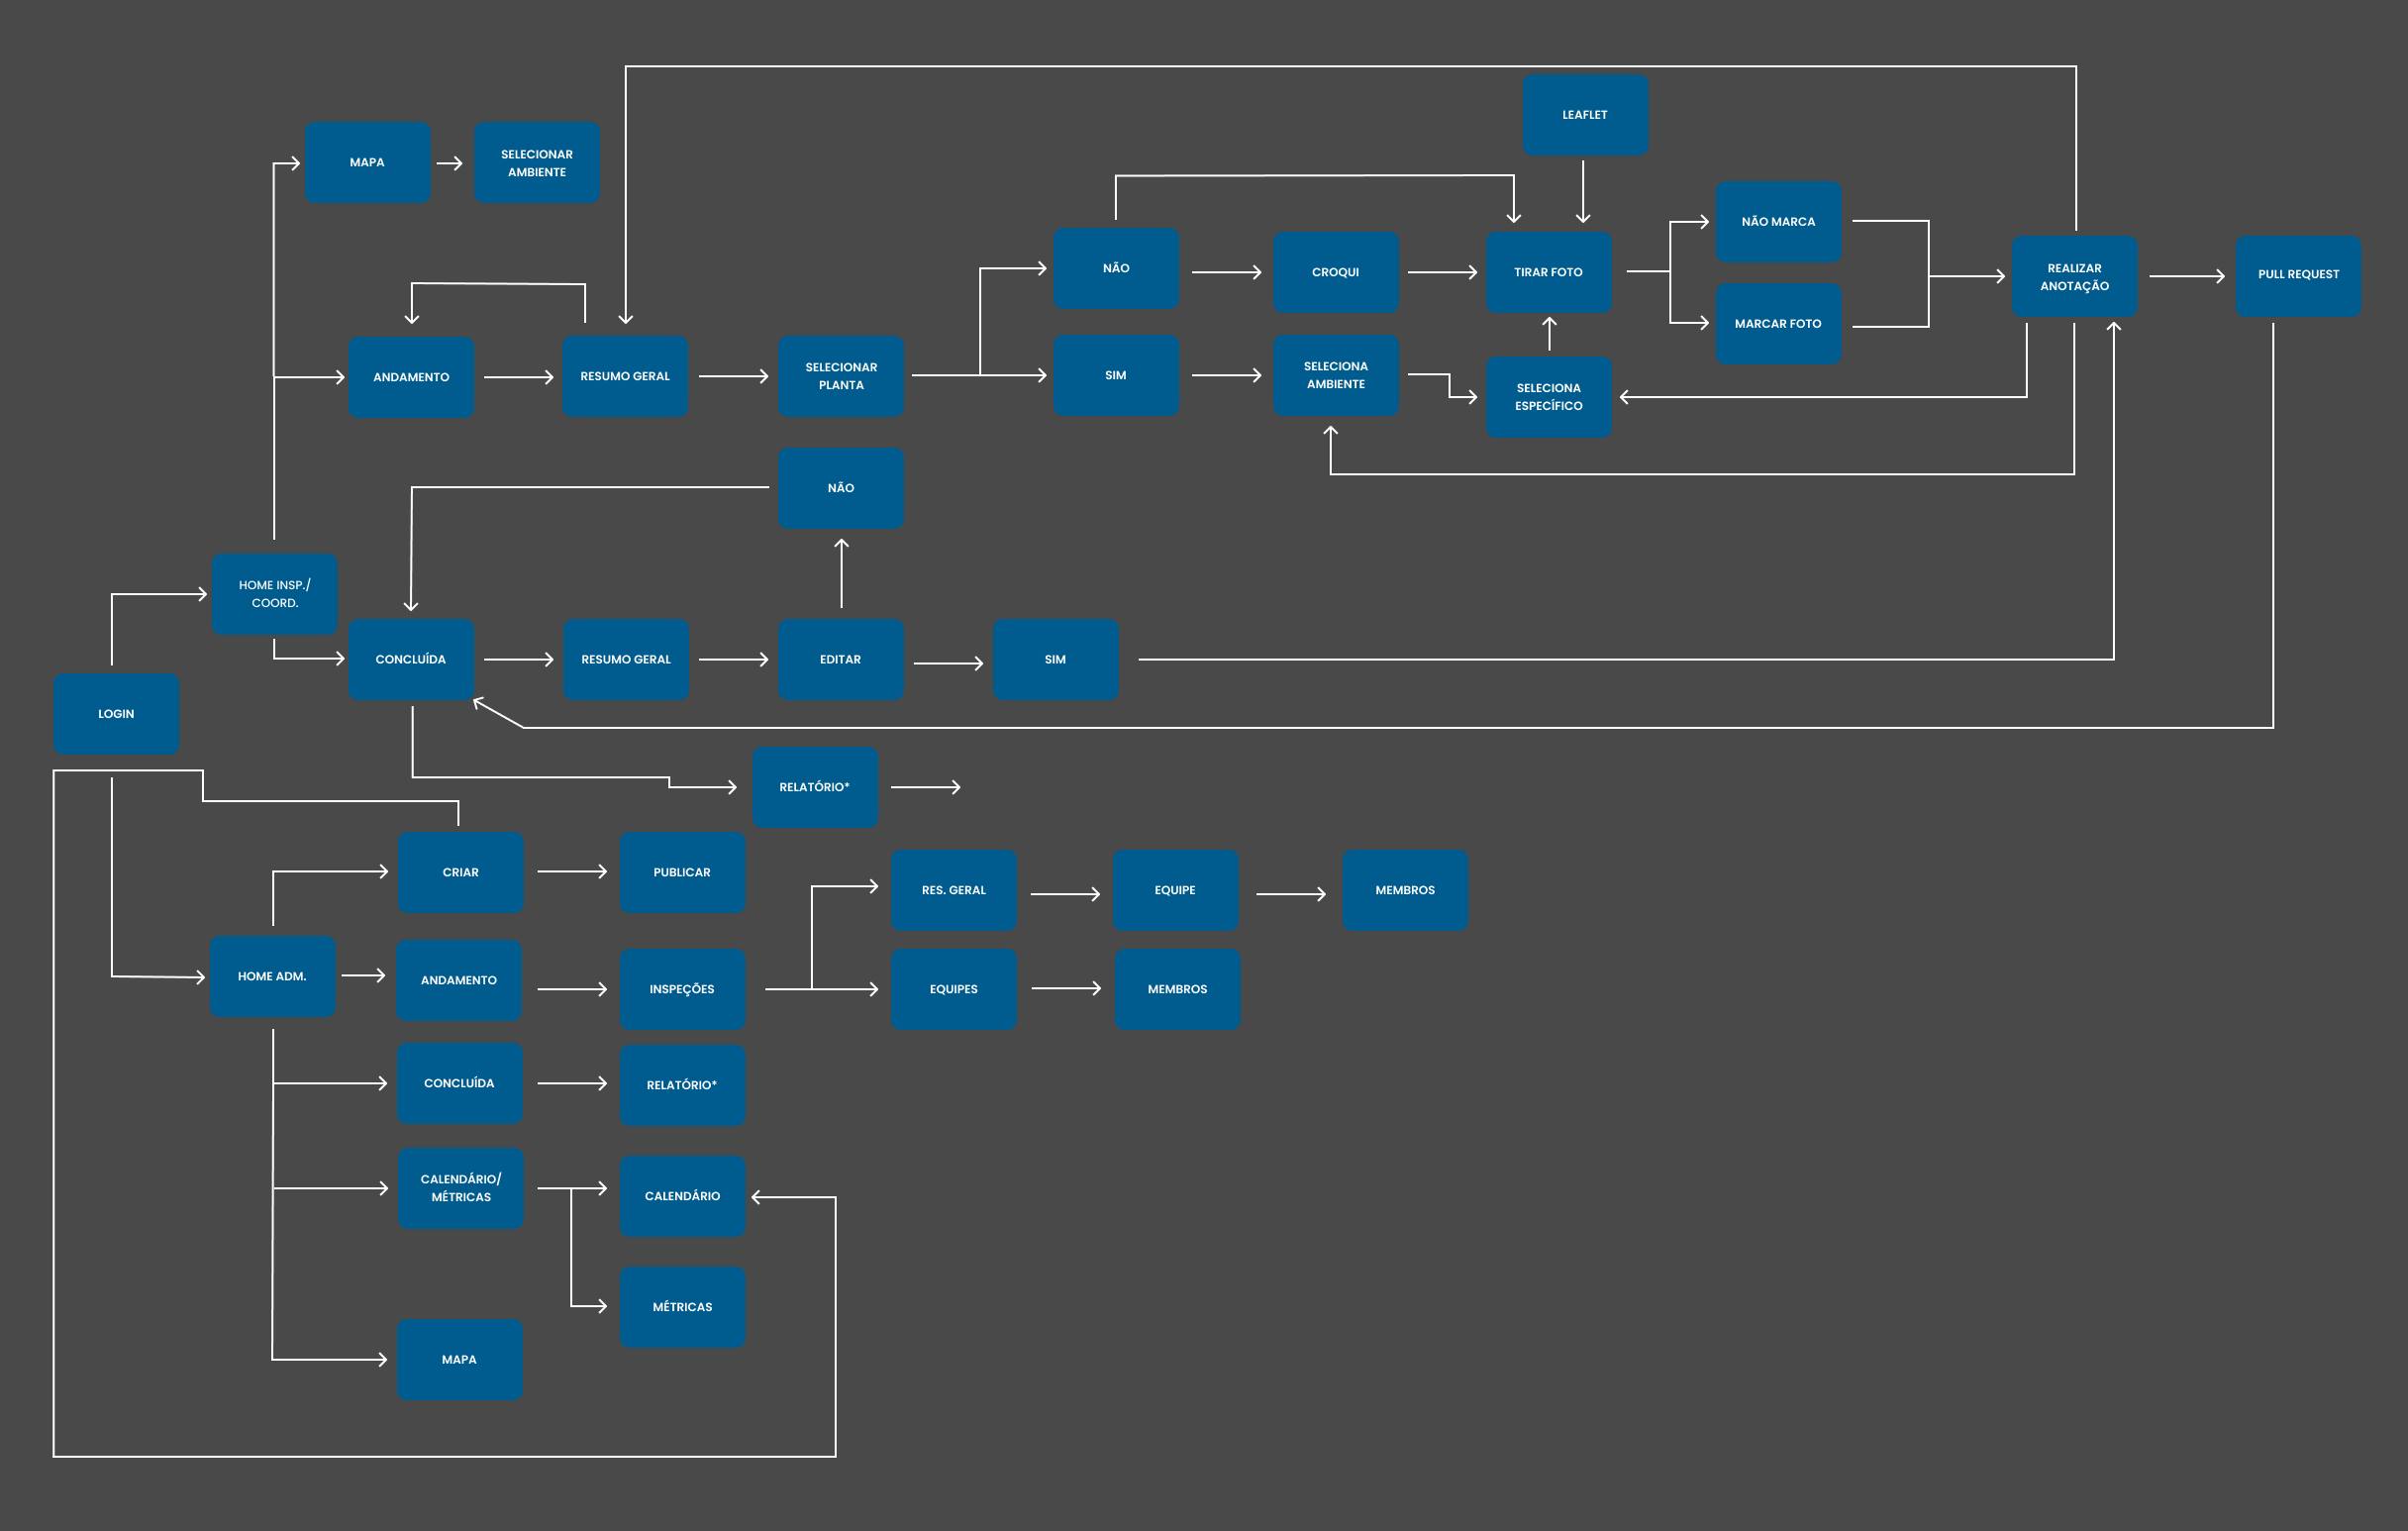 LEAFLET
MAPA
SELECIONAR
AMBIENTE
NÃO MARCA
NÃO
CROQUI
TIRAR FOTO
REALIZAR
ANOTAÇÃO
PULL REQUEST
MARCAR FOTO
ANDAMENTO
RESUMO GERAL
SELECIONAR
PLANTA
SIM
SELECIONA
AMBIENTE
SELECIONA
ESPECÍFICO
NÃO
HOME INSP./
COORD.
CONCLUÍDA
RESUMO GERAL
EDITAR
SIM
LOGIN
RELATÓRIO*
CRIAR
PUBLICAR
RES. GERAL
EQUIPE
MEMBROS
HOME ADM.
ANDAMENTO
INSPEÇÕES
EQUIPES
MEMBROS
CONCLUÍDA
RELATÓRIO*
CALENDÁRIO/
MÉTRICAS
CALENDÁRIO
MÉTRICAS
MAPA